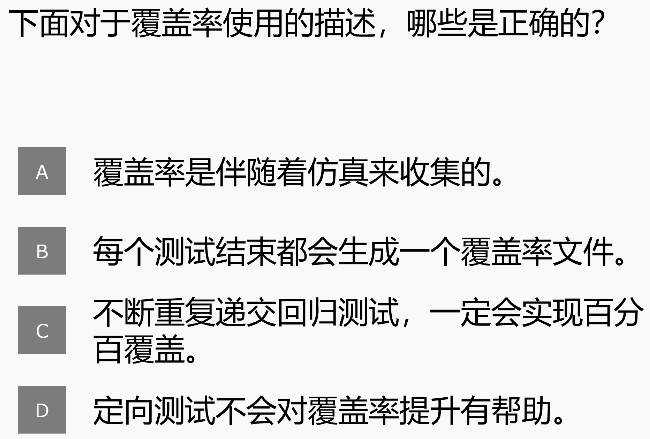 下面对于覆盖率使用的描述，哪些是正确的？
A 覆盖率是伴随着仿真来收集的。
B 每个测试结束都会生成一个覆盖率文件。
C 不断重复递交回归测试，一定会实现百分
百覆盖。
D 定向测试不会对覆盖率提升有帮助。